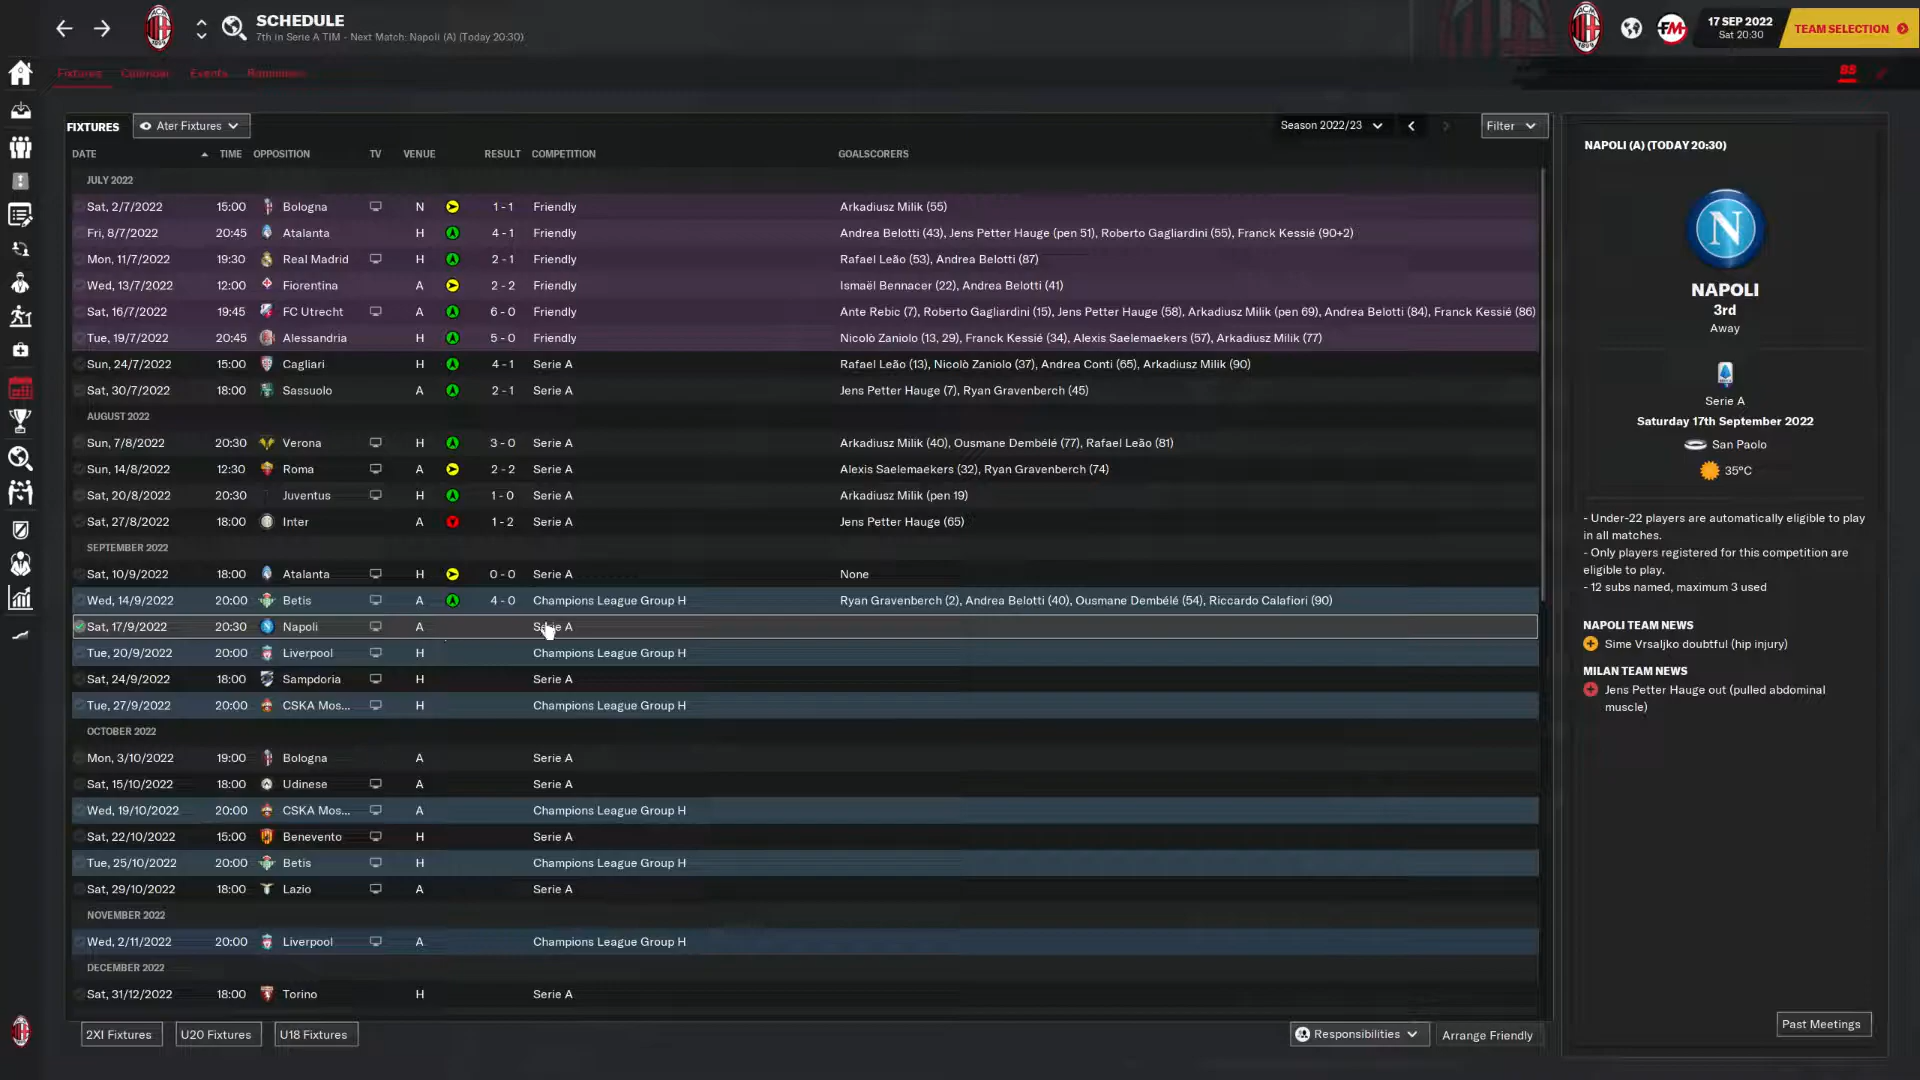 SCHEDULE
7th in Serie A TIM - Next Match: Napoli (A) (Today 20:30)
17 SEP 2022
Sat 20:30
TEAM SELECTION
Fixtures Calendar Events
FIXTURES Ater Fixtures Season 2022/23 Filter
DATE TIME OPPOSITION TV VENUE RESULT COMPETITION GOALSCORERS
JULY 2022
Sat, 2/7/2022 15:00 Bologna N 1 - 1 Friendly Arkadiusz Milik (55)
Fri, 8/7/2022 20:45 Atalanta H 4 - 1 Friendly Andrea Belotti (43), Jens Petter Hauge (pen 51), Roberto Gagliardini (55), Franck Kessié (90+2)
Mon, 11/7/2022 19:30 Real Madrid H 2 - 1 Friendly Rafael Leão (53), Andrea Belotti (87)
Wed, 13/7/2022 12:00 Fiorentina A 2 - 2 Friendly Ismaël Bennacer (22), Andrea Belotti (41)
Sat, 16/7/2022 19:45 FC Utrecht A 6 - 0 Friendly Ante Rebic (7), Roberto Gagliardini (15), Jens Petter Hauge (58), Arkadiusz Milik (pen 69), Andrea Belotti (84), Franck Kessié (86)
Tue, 19/7/2022 20:45 Alessandria H 5 - 0 Friendly Nicolò Zaniolo (13, 29), Franck Kessié (34), Alexis Saelemaekers (57), Arkadiusz Milik (77)
Sun, 24/7/2022 15:00 Cagliari H 4 - 1 Serie A Rafael Leão (13), Nicolò Zaniolo (37), Andrea Conti (65), Arkadiusz Milik (90)
Sat, 30/7/2022 18:00 Sassuolo A 2 - 1 Serie A Jens Petter Hauge (7), Ryan Gravenberch (45)
AUGUST 2022
Sun, 7/8/2022 20:30 Verona H 3 - 0 Serie A Arkadiusz Milik (40), Ousmane Dembélé (77), Rafael Leão (81)
Sun, 14/8/2022 12:30 Roma A 2 - 2 Serie A Alexis Saelemaekers (32), Ryan Gravenberch (74)
Sat, 20/8/2022 20:30 Juventus H 1 - 0 Serie A Arkadiusz Milik (pen 19)
Sat, 27/8/2022 18:00 Inter A 1 - 2 Serie A Jens Petter Hauge (65)
SEPTEMBER 2022
Sat, 10/9/2022 18:00 Atalanta H 0 - 0 Serie A None
Wed, 14/9/2022 20:00 Betis A 4 - 0 Champions League Group H Ryan Gravenberch (2), Andrea Belotti (40), Ousmane Dembélé (54), Riccardo Calafiori (90)
Sat, 17/9/2022 20:30 Napoli A Serie A
Tue, 20/9/2022 20:00 Liverpool H Champions League Group H
Sat, 24/9/2022 18:00 Sampdoria H Serie A
Tue, 27/9/2022 20:00 CSKA Mos... H Champions League Group H
OCTOBER 2022
Mon, 3/10/2022 19:00 Bologna A Serie A
Sat, 15/10/2022 18:00 Udinese A Serie A
Wed, 19/10/2022 20:00 CSKA Mos... A Champions League Group H
Sat, 22/10/2022 15:00 Benevento H Serie A
Tue, 25/10/2022 20:00 Betis H Champions League Group H
Sat, 29/10/2022 18:00 Lazio A Serie A
NOVEMBER 2022
Wed, 2/11/2022 20:00 Liverpool A Champions League Group H
DECEMBER 2022
Sat, 31/12/2022 18:00 Torino H Serie A
2XI Fixtures U20 Fixtures U18 Fixtures Responsibilities Arrange Friendly
NAPOLI (A) (TODAY 20:30)
N
NAPOLI
3rd
Away
Serie A
Saturday 17th September 2022
San Paolo
35°C
- Under-22 players are automatically eligible to play
in all matches.
- Only players registered for this competition are
eligible to play.
- 12 subs named, maximum 3 used
NAPOLI TEAM NEWS
Sime Vrsaljko doubtful (hip injury)
MILAN TEAM NEWS
Jens Petter Hauge out (pulled abdominal
muscle)
Past Meetings